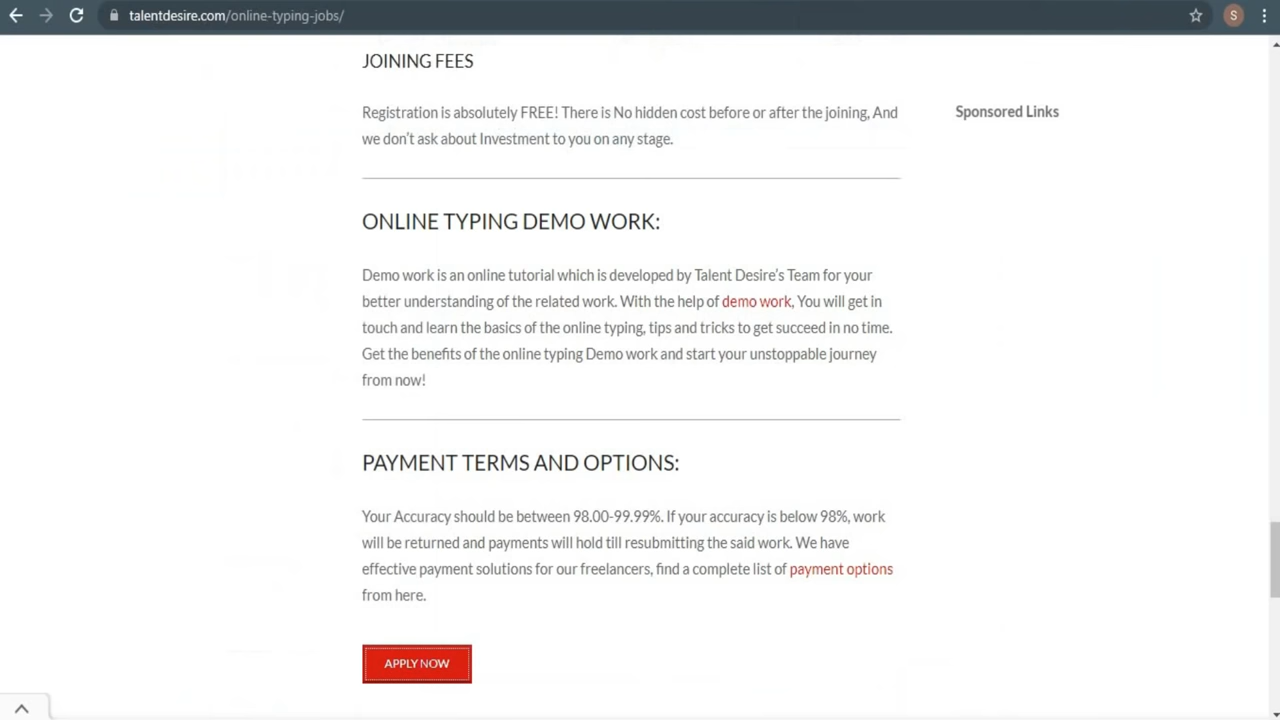 talentdesire.com/online-typing-jobs/
S
JOINING FEES
Registration is absolutely FREE! There is No hidden cost before or after the joining, And
we don't ask about Investment to you on any stage.
Sponsored Links
ONLINE TYPING DEMO WORK:
Demo work is an online tutorial which is developed by Talent Desire's Team for your
better understanding of the related work. With the help of demo work, You will get in
touch and learn the basics of the online typing, tips and tricks to get succeed in no time.
Get the benefits of the online typing Demo work and start your unstoppable journey
from now!
PAYMENT TERMS AND OPTIONS:
Your Accuracy should be between 98.00-99.99%. If your accuracy is below 98%, work
will be returned and payments will hold till resubmitting the said work. We have
effective payment solutions for our freelancers, find a complete list of payment options
from here.
APPLY NOW